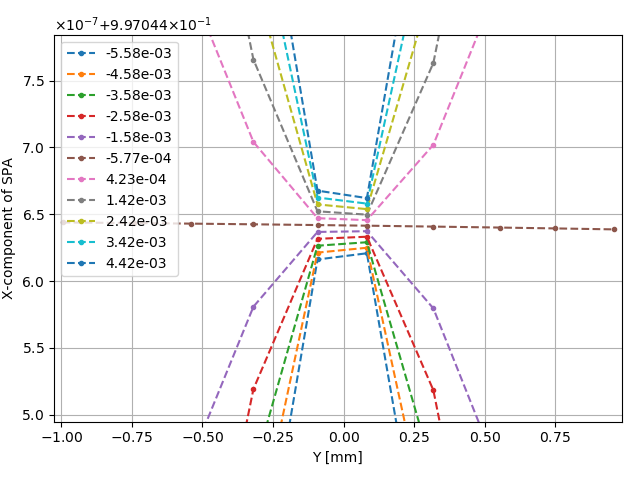 ×10⁻⁷+9.97044×10⁻¹
7.5
7.0
6.5
6.0
5.5
5.0
X-component of SPA
-5.58e-03
-4.58e-03
-3.58e-03
-2.58e-03
-1.58e-03
-5.77e-04
4.23e-04
1.42e-03
2.42e-03
3.42e-03
4.42e-03
−1.00 −0.75 −0.50 −0.25 0.00 0.25 0.50 0.75
Y [mm]